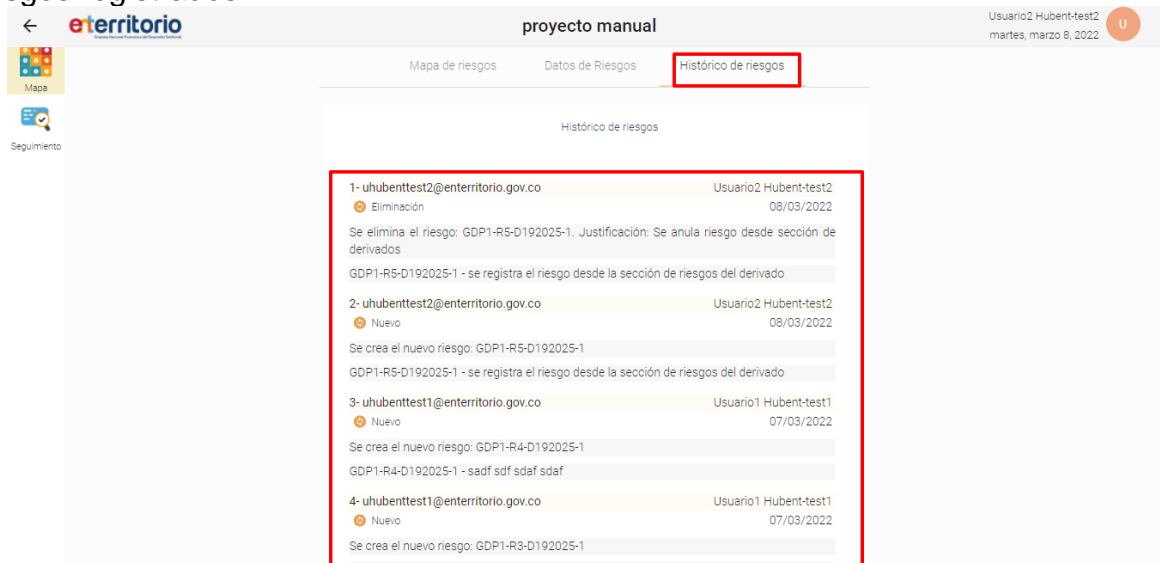 Usuario2 Hubent-test2
enterritorio
proyecto manual
martes, marzo 8, 2022
U
Mapa de riesgos Datos de Riesgos Histórico de riesgos
Mapa
Histórico de riesgos
Seguimiento
1- uhubenttest2@enterritorio.gov.co Usuario2 Hubent-test2
Eliminación 08/03/2022
Se elimina el riesgo: GDP1-R5-D192025-1. Justificación: Se anula riesgo desde sección de
derivados
GDP1-R5-D192025-1 - se registra el riesgo desde la sección de riesgos del derivado
2- uhubenttest2@enterritorio.gov.co Usuario2 Hubent-test2
Nuevo 08/03/2022
Se crea el nuevo riesgo: GDP1-R5-D192025-1
GDP1-R5-D192025-1 - se registra el riesgo desde la sección de riesgos del derivado
3- uhubenttest1@enterritorio.gov.co Usuario1 Hubent-test1
Nuevo 07/03/2022
Se crea el nuevo riesgo: GDP1-R4-D192025-1
GDP1-R4-D192025-1 - sadf sdf sdaf sdaf
4- uhubenttest1@enterritorio.gov.co Usuario1 Hubent-test1
Nuevo 07/03/2022
Se crea el nuevo riesgo: GDP1-R3-D192025-1